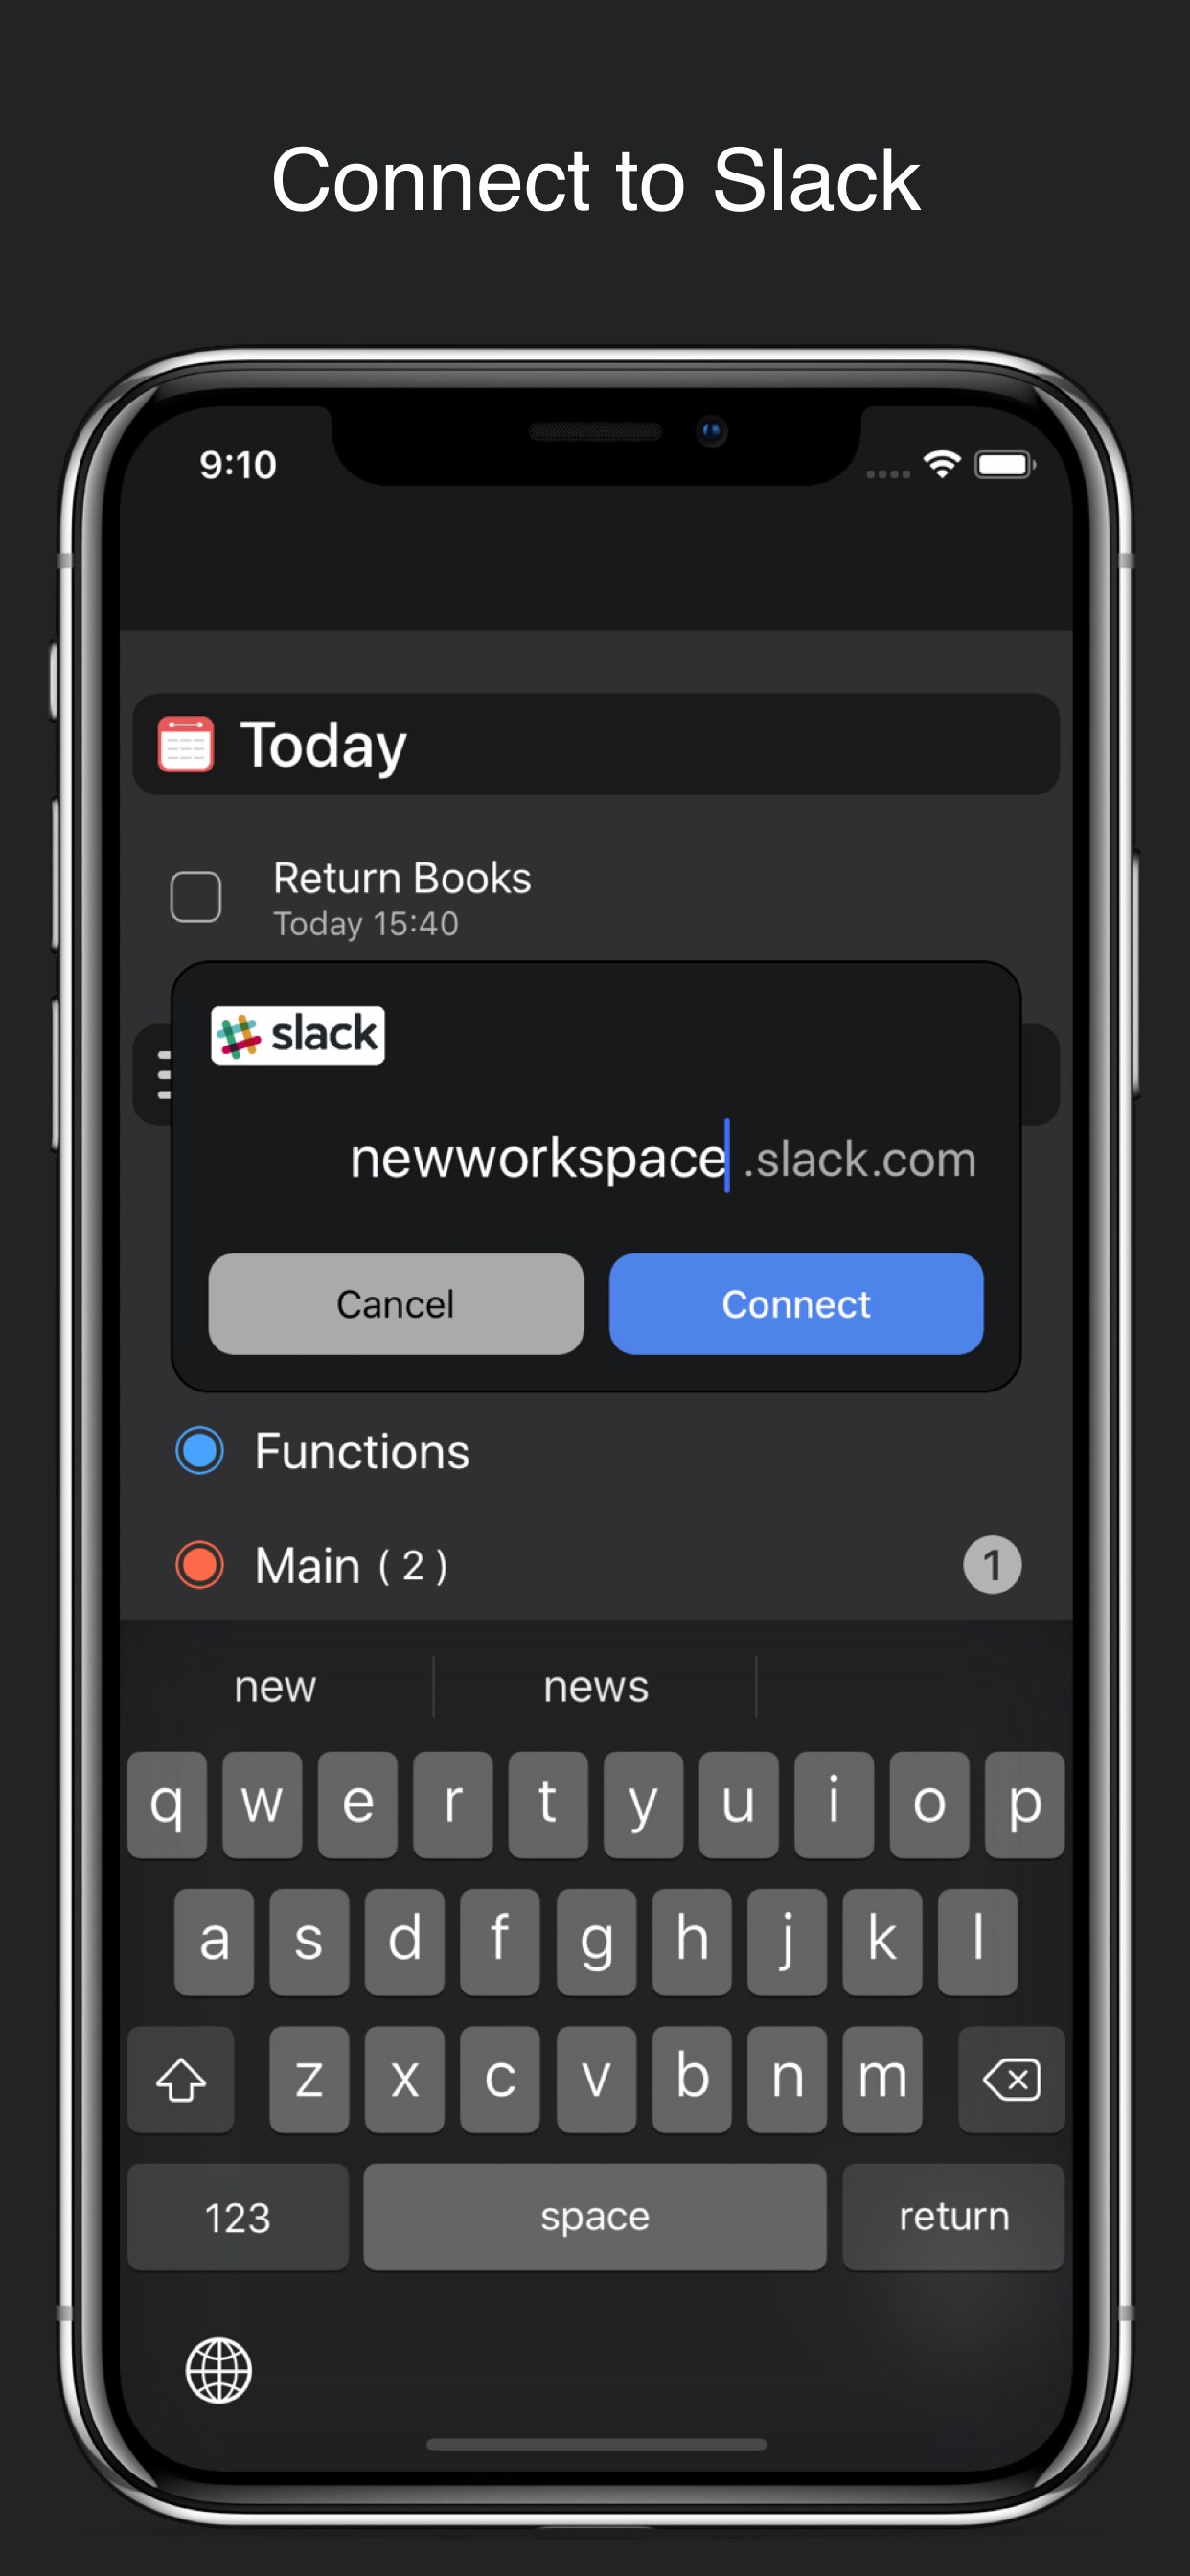 Connect to Slack
9:10
Today
Return Books
Today 15:40
slack
newworkspace .slack.com
Cancel Connect
Functions
Main ( 2 ) 1
new news
q w e r t y u i o p
a s d f g h j k l
z x c v b n m
123 space return